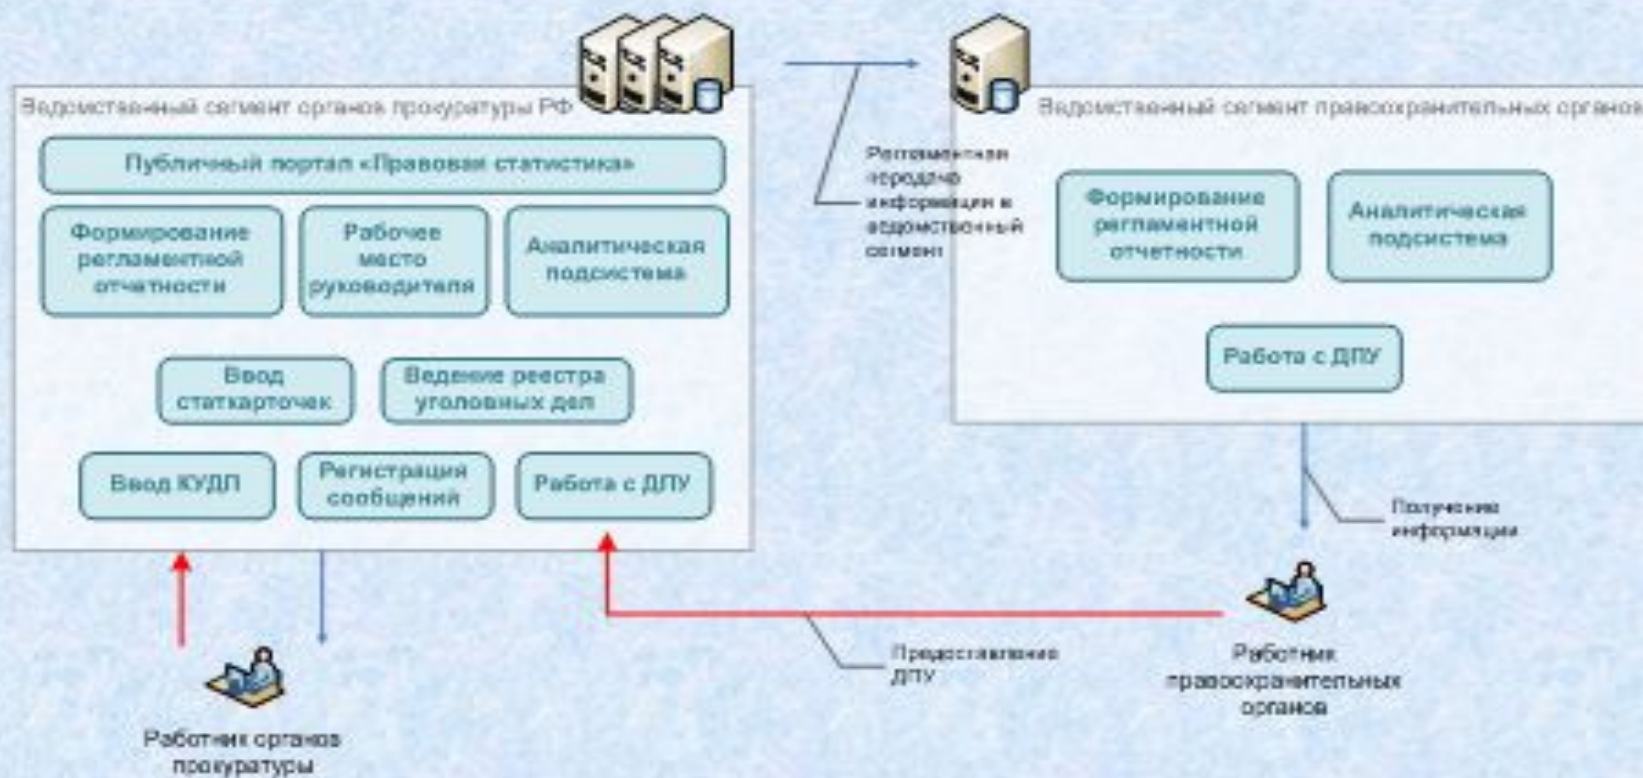 Ведомственный сегмент органов прокуратуры РФ
Публичный портал «Правовая статистика»
Формирование
регламентной
отчетности
Рабочее
место
руководителя
Аналитическая
подсистема
Ввод
статкарточек
Ведение реестра
уголовных дел
Ввод КУДП
Регистрация
сообщений
Работа с ДПУ
Работник органов
прокуратуры
Регламентная
передача
информации в
ведомственный
сегмент
Ведомственный сегмент правоохранительных органов
Формирование
регламентной
отчетности
Аналитическая
подсистема
Работа с ДПУ
Получение
информации
Предоставление
ДПУ
Работник
правоохранительных
органов